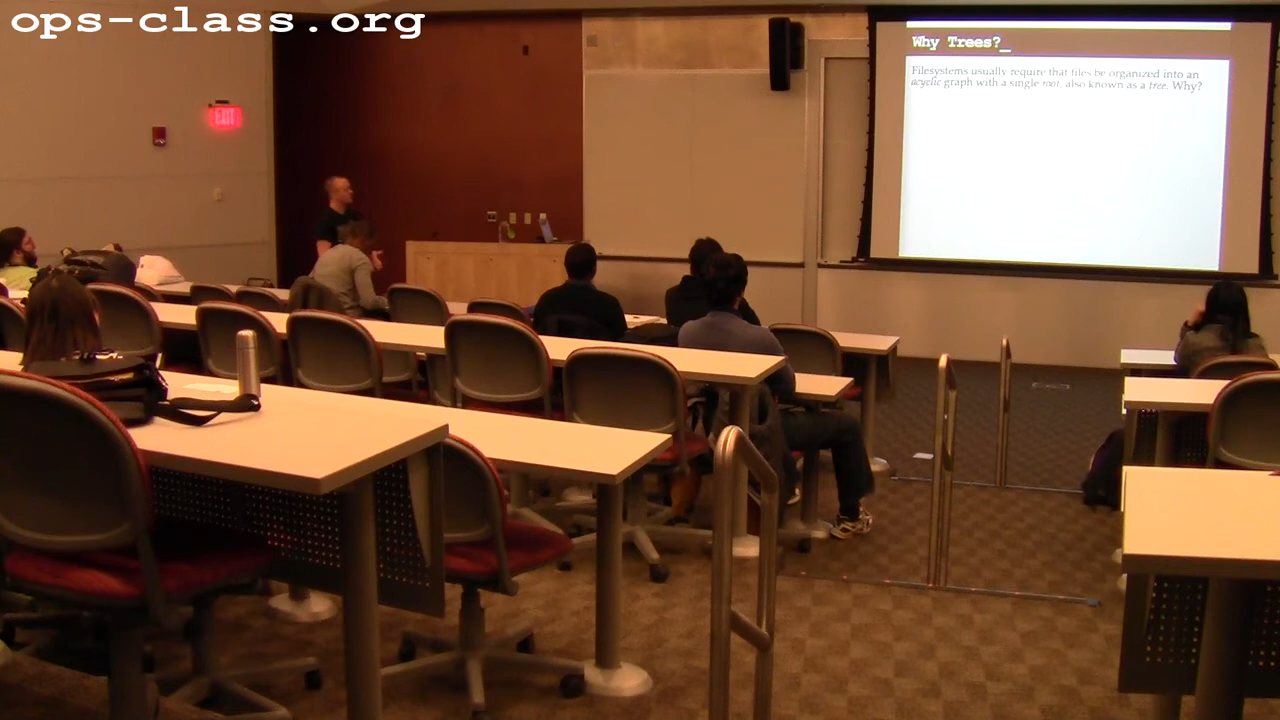 ops-class.org
EXIT
Why Trees?_
Filesystems usually require that files be organized into an
acyclic graph with a single root, also known as a tree. Why?